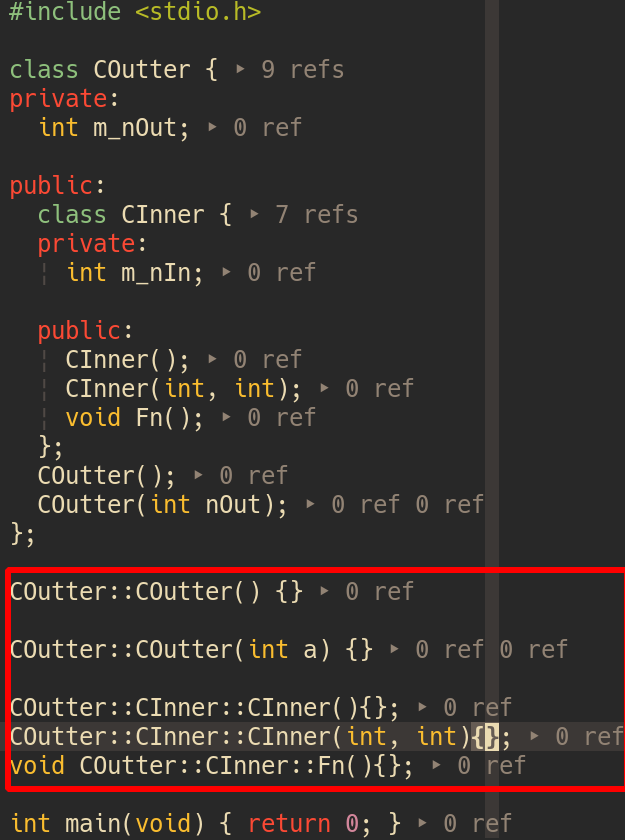 #include <stdio.h>
class COutter { ‣ 9 refs
private:
int m_nOut; ‣ 0 ref
public:
class CInner { ‣ 7 refs
private:
int m_nIn; ‣ 0 ref
public:
CInner(); ‣ 0 ref
CInner(int, int); ‣ 0 ref
void Fn(); ‣ 0 ref
};
COutter(); ‣ 0 ref
COutter(int nOut); ‣ 0 ref 0 ref
};
COutter::COutter() {} ‣ 0 ref
COutter::COutter(int a) {} ‣ 0 ref 0 ref
COutter::CInner::CInner(){}; ‣ 0 ref
COutter::CInner::CInner(int, int){}; ‣ 0 ref
void COutter::CInner::Fn(){}; ‣ 0 ref
int main(void) { return 0; } ‣ 0 ref